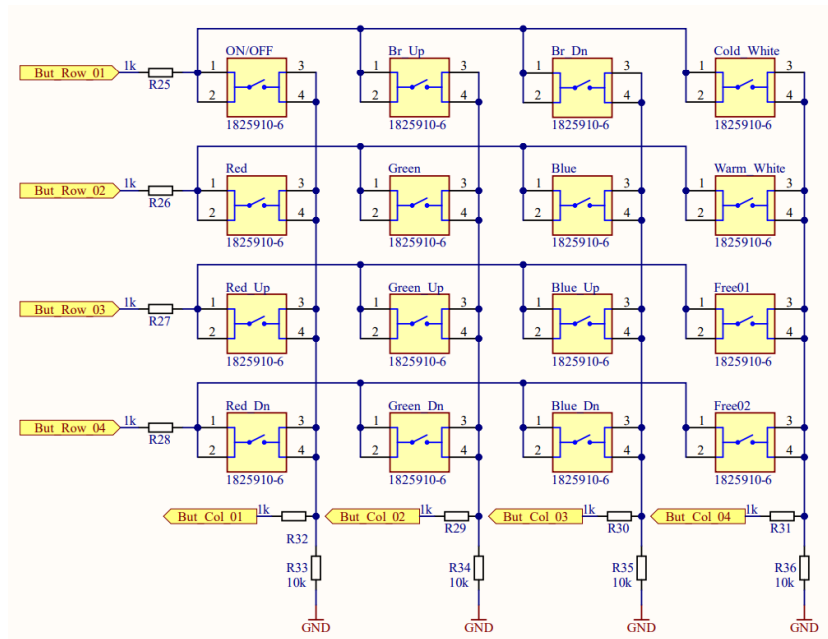 ON/OFF Br_Up Br_Dn Cold_White
But_Row_01 1k R25 1 2 3 4 1 2 3 4 1 2 3 4 1 2 3 4
1825910-6 1825910-6 1825910-6 1825910-6
Red Green Blue Warm_White
But_Row_02 1k R26 1 2 3 4 1 2 3 4 1 2 3 4 1 2 3 4
1825910-6 1825910-6 1825910-6 1825910-6
Red_Up Green_Up Blue_Up Free01
But_Row_03 1k R27 1 2 3 4 1 2 3 4 1 2 3 4 1 2 3 4
1825910-6 1825910-6 1825910-6 1825910-6
Red_Dn Green_Dn Blue_Dn Free02
But_Row_04 1k R28 1 2 3 4 1 2 3 4 1 2 3 4 1 2 3 4
1825910-6 1825910-6 1825910-6 1825910-6
But_Col_01 1k But_Col_02 1k But_Col_03 1k But_Col_04 1k
R32 R29 R30 R31
R33 R34 R35 R36
10k 10k 10k 10k
GND GND GND GND